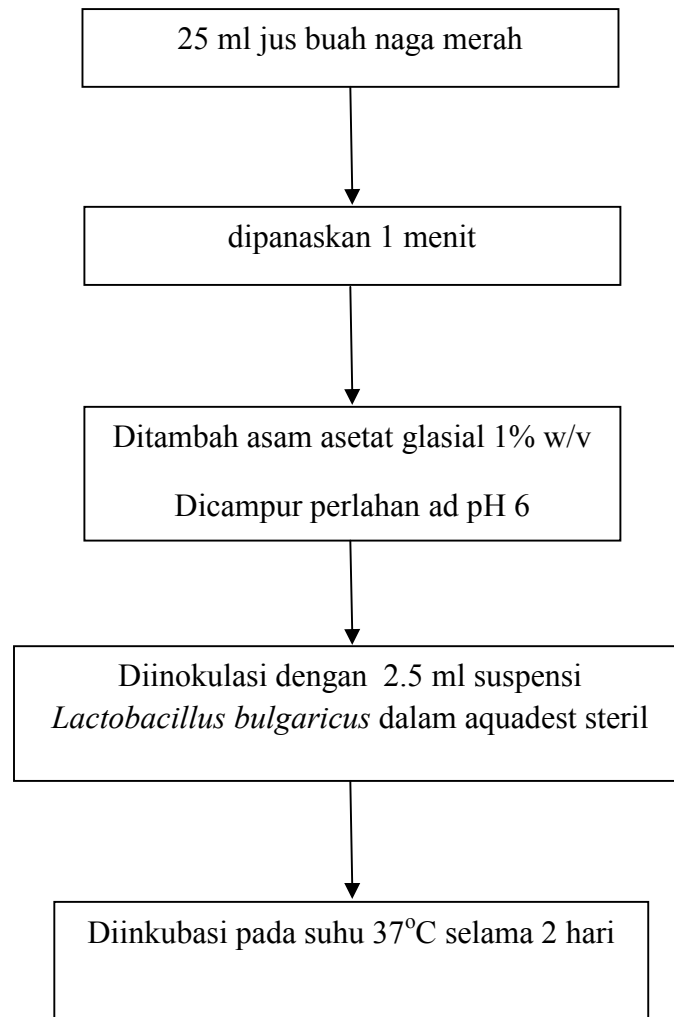 25 ml jus buah naga merah
dipanaskan 1 menit
Ditambah asam asetat glasial 1% w/v
Dicampur perlahan ad pH 6
Diinokulasi dengan  2.5 ml suspensi
Lactobacillus bulgaricus dalam aquadest steril
Diinkubasi pada suhu 37°C selama 2 hari